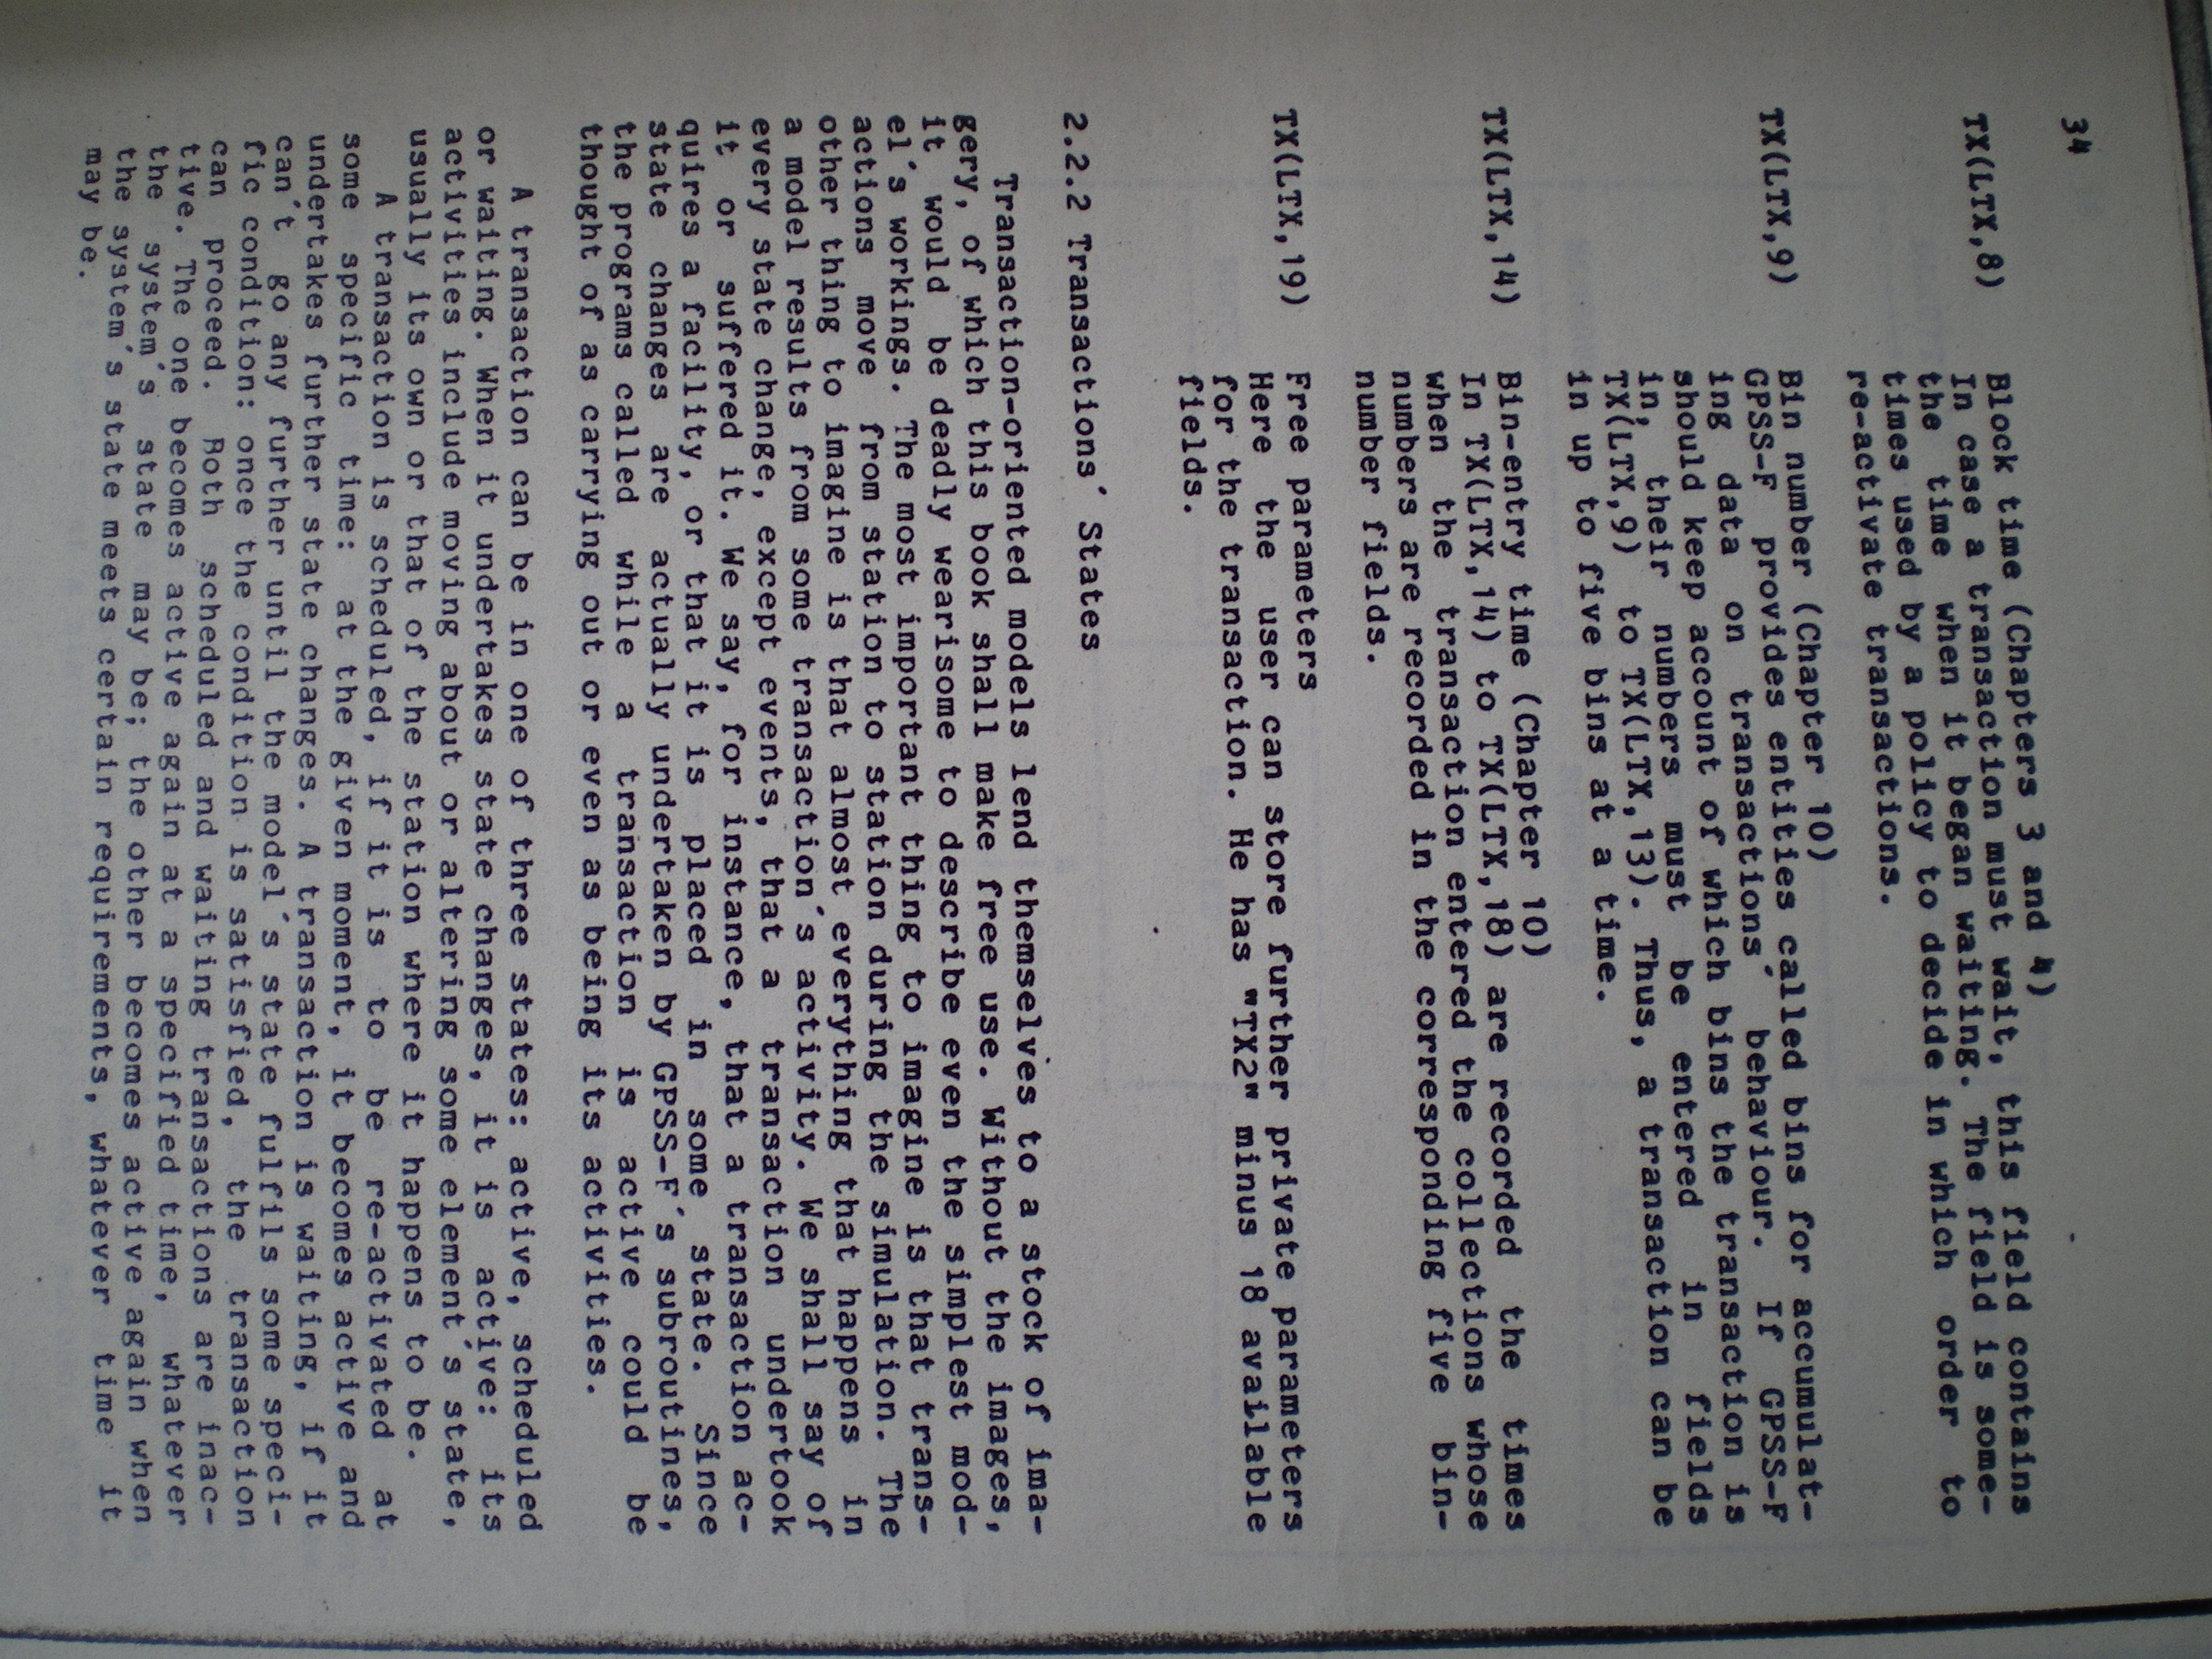 34
TX(LTX,8) Block time (Chapters 3 and 4)
In case a transaction must wait, this field contains
the time when it began waiting. The field is some-
times used by a policy to decide in which order to
re-activate transactions.
TX(LTX,9) Bin number (Chapter 10)
GPSS-F provides entities called bins for accumulat-
ing data on transactions´ behaviour. If GPSS-F
should keep account of which bins the transaction is
in, their numbers must be entered in fields
TX(LTX,9) to TX(LTX,13). Thus, a transaction can be
in up to five bins at a time.
TX(LTX,14) Bin-entry time (Chapter 10)
In TX(LTX,14) to TX(LTX,18) are recorded the times
when the transaction entered the collections whose
numbers are recorded in the corresponding five bin-
number fields.
TX(LTX,19) Free parameters
Here the user can store further private parameters
for the transaction. He has "TX2" minus 18 available
fields.
2.2.2 Transactions´ States
Transaction-oriented models lend themselves to a stock of ima-
gery, of which this book shall make free use. Without the images,
it would be deadly wearisome to describe even the simplest mod-
el´s workings. The most important thing to imagine is that trans-
actions move from station to station during the simulation. The
other thing to imagine is that almost everything that happens in
a model results from some transaction´s activity. We shall say of
every state change, except events, that a transaction undertook
it or suffered it. We say, for instance, that a transaction ac-
quires a facility, or that it is placed in some state. Since
state changes are actually undertaken by GPSS-F´s subroutines,
the programs called while a transaction is active could be
thought of as carrying out or even as being its activities.
A transaction can be in one of three states: active, scheduled
or waiting. When it undertakes state changes, it is active: its
activities include moving about or altering some element´s state,
usually its own or that of the station where it happens to be.
A transaction is scheduled, if it is to be re-activated at
some specific time: at the given moment, it becomes active and
undertakes further state changes. A transaction is waiting, if it
can´t go any further until the model´s state fulfils some speci-
fic condition: once the condition is satisfied, the transaction
can proceed. Both scheduled and waiting transactions are inac-
tive. The one becomes active again at a specified time, whatever
the system´s state may be; the other becomes active again when
the system´s state meets certain requirements, whatever time it
may be.